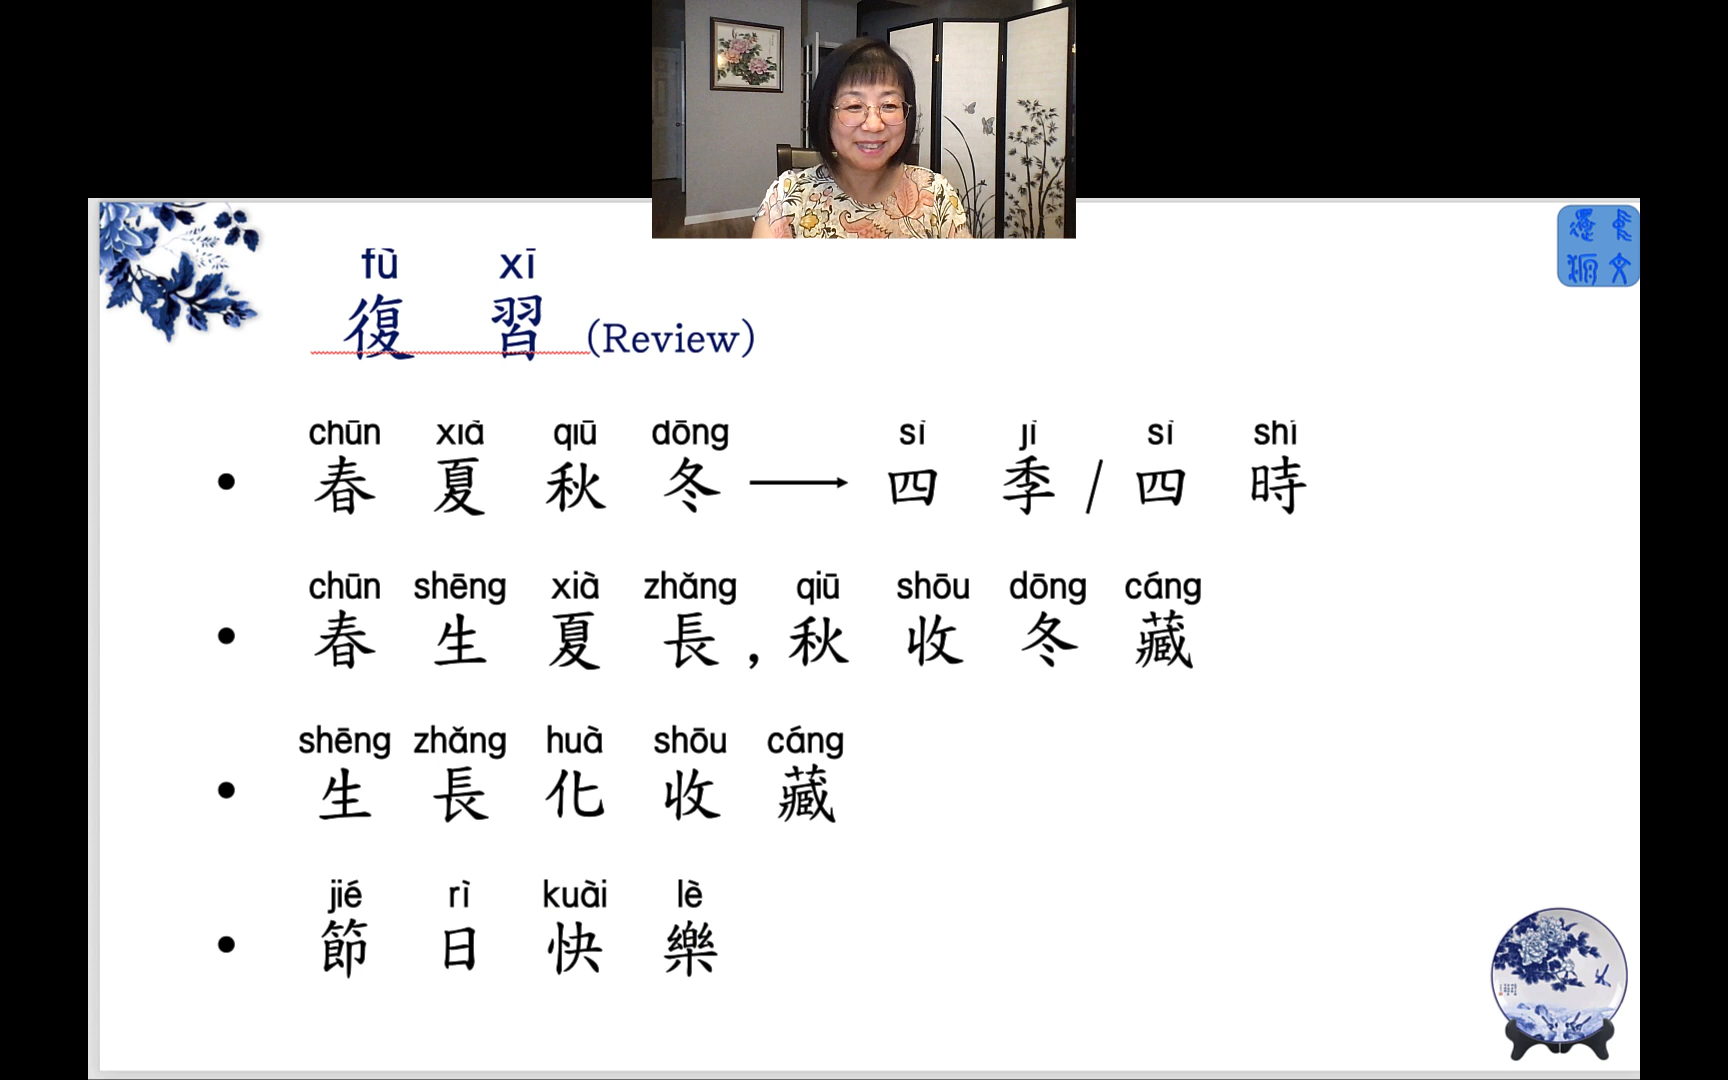 fù xí
復習 (Review)
chūn xià qiū dōng sì jì sì shí
春夏秋冬 → 四季 / 四時
chūn shēng xià zhǎng qiū shōu dōng cáng
春生夏長，秋收冬藏
shēng zhǎng huà shōu cáng
生長化收藏
jié rì kuài lè
節日快樂